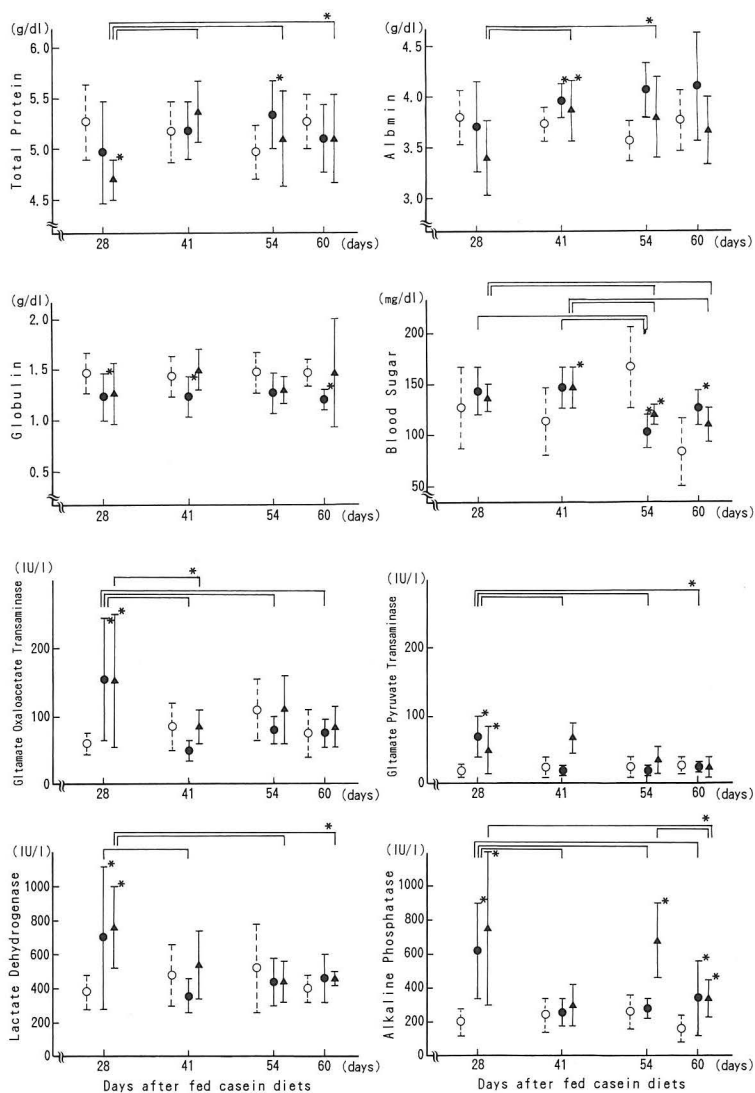 (g/dl)
Total Protein
6.0
5.5
5.0
4.5
*
*
*
28 41 54 60 (days)
(g/dl)
Albmin
4.5
4.0
3.5
3.0
*
* *
28 41 54 60 (days)
(g/dl)
Globulin
2.0
1.5
1.0
0.5
* * *
28 41 54 60 (days)
(mg/dl)
Blood Sugar
200
150
100
50
* * * *
28 41 54 60 (days)
(IU/l)
Gltamate Oxaloacetate Transaminase
200
100
0
*
* *
28 41 54 60 (days)
(IU/l)
Gltamate Pyruvate Transaminase
200
100
0
*
* *
28 41 54 60 (days)
(IU/l)
Lactate Dehydrogenase
1000
800
600
400
200
0
*
* *
28 41 54 60 (days)
Days after fed casein diets
(IU/l)
Alkaline Phosphatase
1000
800
600
400
200
0
*
* * * * *
28 41 54 60 (days)
Days after fed casein diets